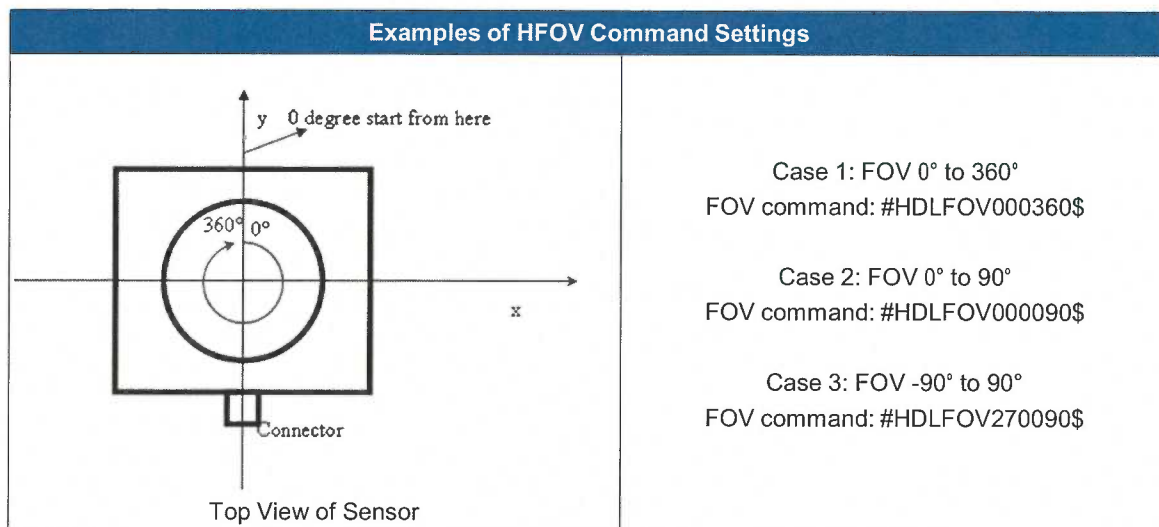 Examples of HFOV Command Settings
y 0 degree start from here
360° 0°
x
Connector
Top View of Sensor
Case 1: FOV 0° to 360°
FOV command: #HDLFOV000360$
Case 2: FOV 0° to 90°
FOV command: #HDLFOV000090$
Case 3: FOV -90° to 90°
FOV command: #HDLFOV270090$